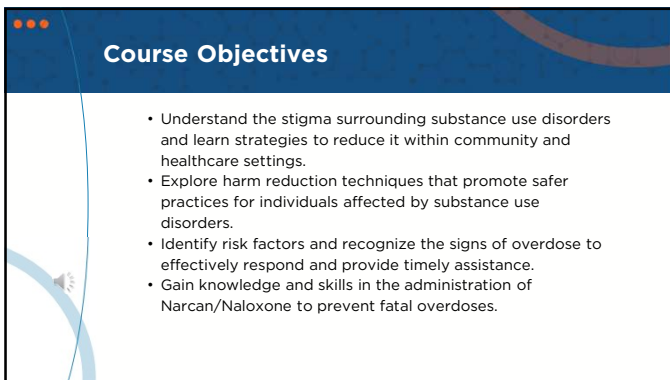 Course Objectives
• Understand the stigma surrounding substance use disorders
and learn strategies to reduce it within community and
healthcare settings.
• Explore harm reduction techniques that promote safer
practices for individuals affected by substance use
disorders.
• Identify risk factors and recognize the signs of overdose to
effectively respond and provide timely assistance.
• Gain knowledge and skills in the administration of
Narcan/Naloxone to prevent fatal overdoses.